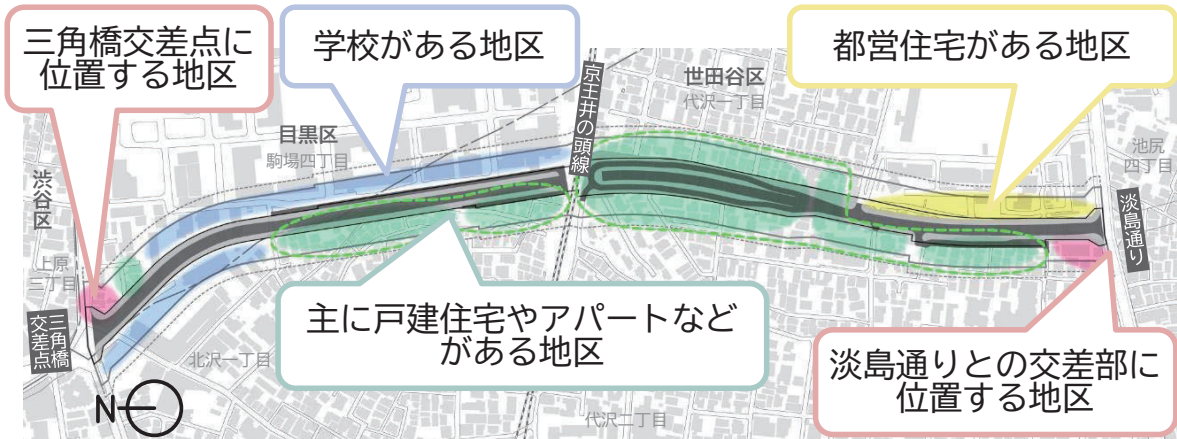 三角橋交差点に
位置する地区
学校がある地区
都営住宅がある地区
京王井の頭線
世田谷区
代沢一丁目
目黒区
駒場四丁目
池尻
四丁目
渋谷区
淡島通り
上原
三丁目
三角橋
交差点
主に戸建住宅やアパートなど
がある地区
北沢一丁目
淡島通りとの交差部に
位置する地区
N
代沢二丁目